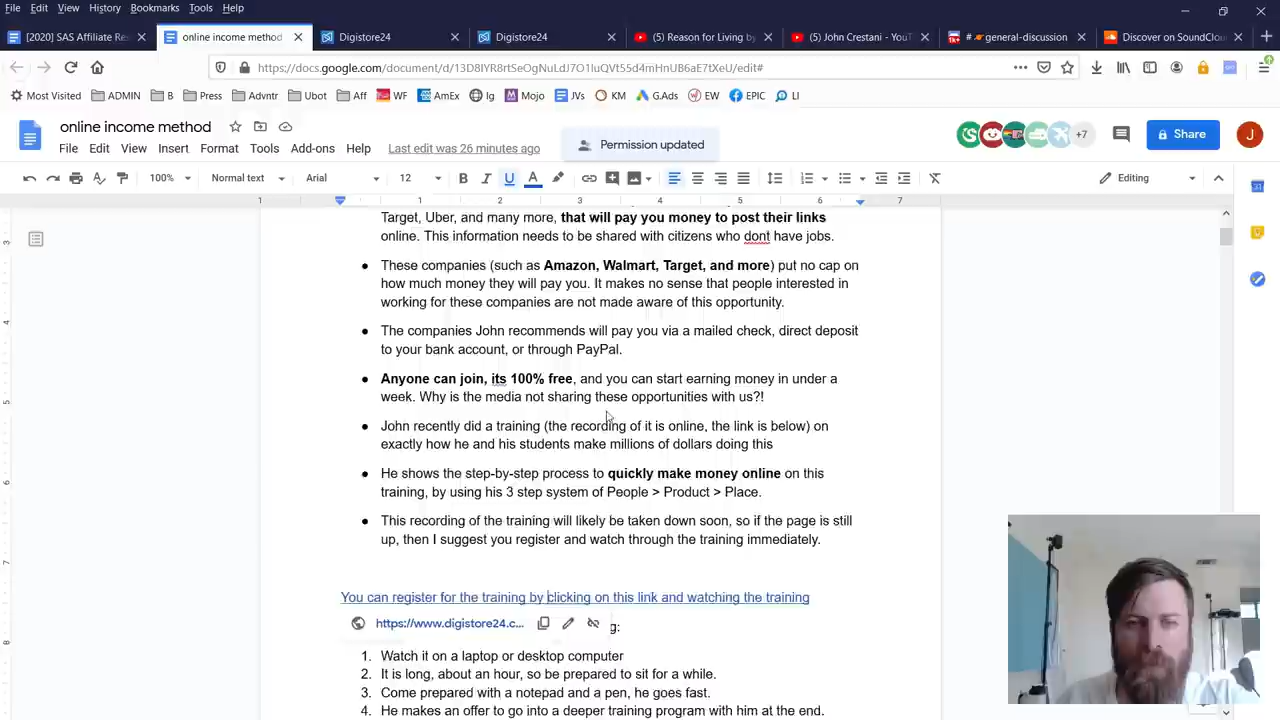 File Edit View History Bookmarks Tools Help
[2020] SAS Affiliate Re
online income method
Digistore24
Digistore24
(5) Reason for Living by
(5) John Crestani - YouT
# general-discussion
Discover on SoundClou
https://docs.google.com/document/d/13D8IYR8rtSeOgNuLdJ7O1luQVt55d4mHnUB6aE7tXeU/edit#
Most Visited ADMIN B Press Advntr Ubot Aff WF AmEx Ig Mojo JVs KM G.Ads EW EPIC LI
online income method
File Edit View Insert Format Tools Add-ons Help Last edit was 26 minutes ago
Permission updated
+7
Share
J
100% Normal text Arial 12 B I U A Editing
1 1 2 3 4 5 6 7
Target, Uber, and many more, that will pay you money to post their links
online. This information needs to be shared with citizens who dont have jobs.
● These companies (such as Amazon, Walmart, Target, and more) put no cap on
how much money they will pay you. It makes no sense that people interested in
working for these companies are not made aware of this opportunity.
● The companies John recommends will pay you via a mailed check, direct deposit
to your bank account, or through PayPal.
● Anyone can join, its 100% free, and you can start earning money in under a
week. Why is the media not sharing these opportunities with us?!
● John recently did a training (the recording of it is online, the link is below) on
exactly how he and his students make millions of dollars doing this
● He shows the step-by-step process to quickly make money online on this
training, by using his 3 step system of People > Product > Place.
● This recording of the training will likely be taken down soon, so if the page is still
up, then I suggest you register and watch through the training immediately.
You can register for the training by clicking on this link and watching the training
https://www.digistore24.c...
g:
1. Watch it on a laptop or desktop computer
2. It is long, about an hour, so be prepared to sit for a while.
3. Come prepared with a notepad and a pen, he goes fast.
4. He makes an offer to go into a deeper training program with him at the end.